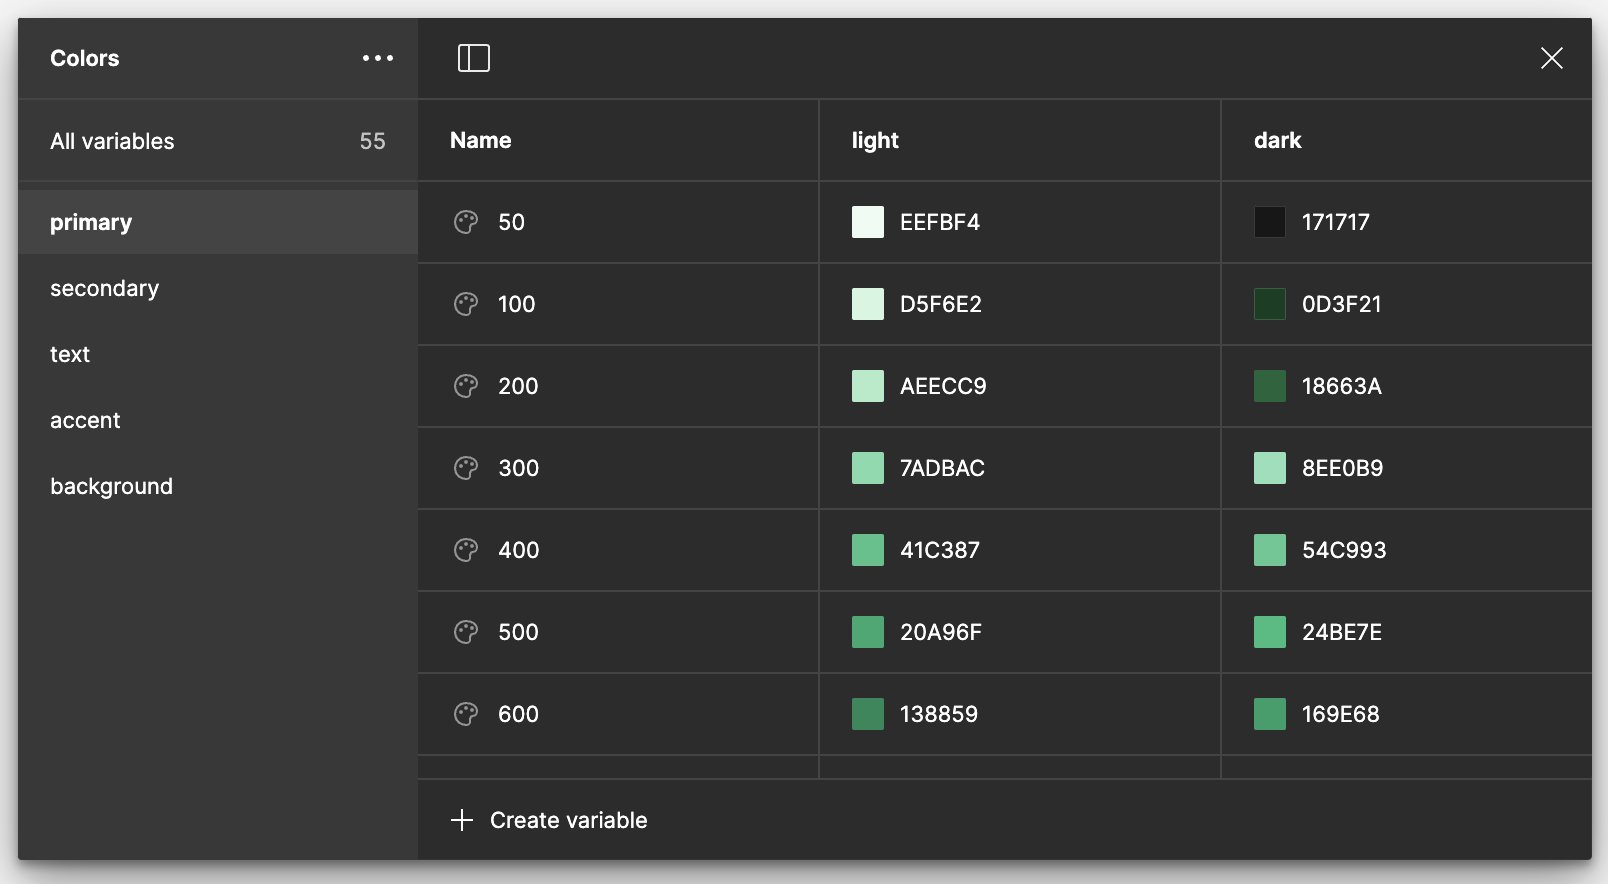 Colors
All variables 55
primary
secondary
text
accent
background
Name light dark
50 EEFBF4 171717
100 D5F6E2 0D3F21
200 AEECC9 18663A
300 7ADBAC 8EE0B9
400 41C387 54C993
500 20A96F 24BE7E
600 138859 169E68
Create variable